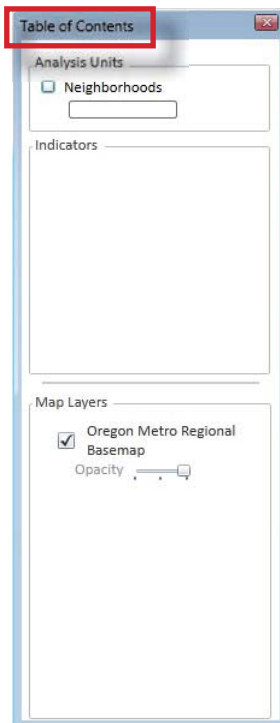 Table of Contents
Analysis Units
Neighborhoods
Indicators
Map Layers
Oregon Metro Regional
Basemap
Opacity